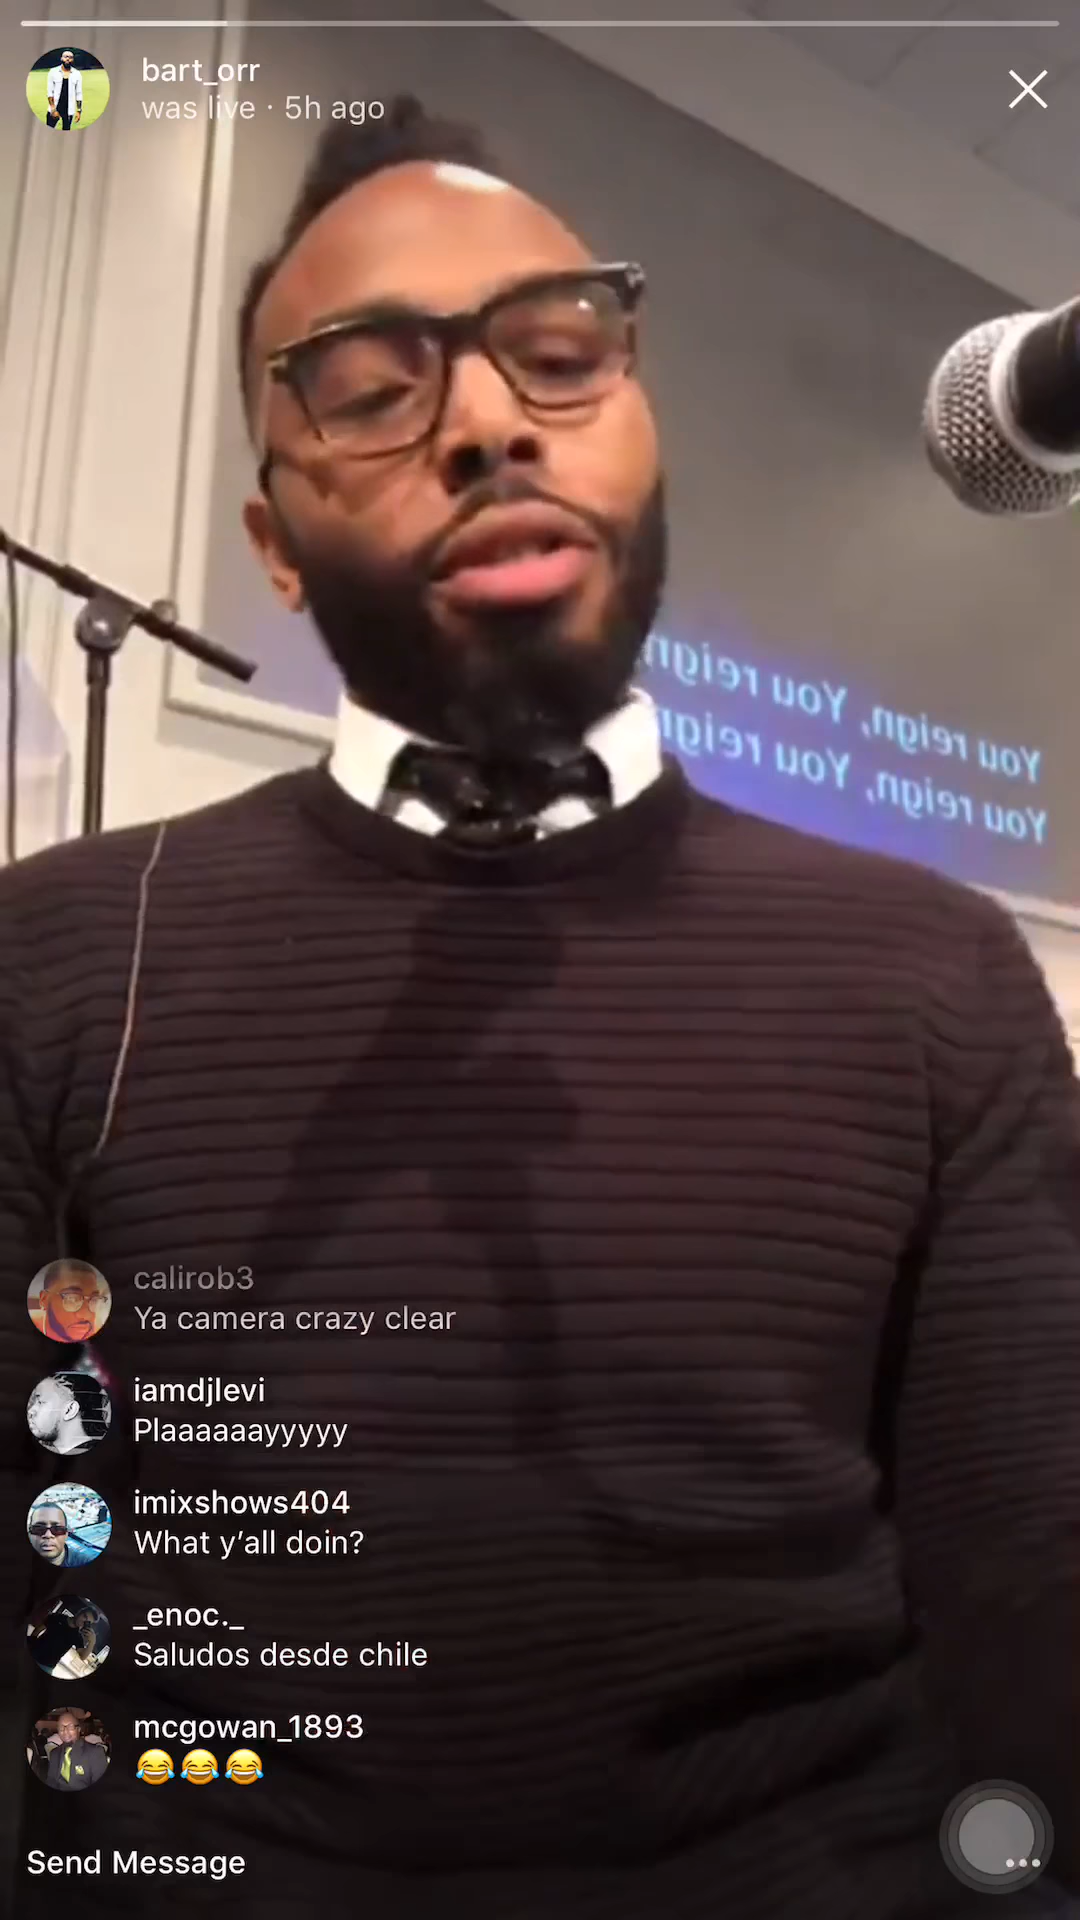 bart_orr
was live · 5h ago
You reign, You reign
You reign, You reign
calirob3
Ya camera crazy clear
iamdjlevi
Plaaaaaayyyyy
imixshows404
What y’all doin?
_enoc._
Saludos desde chile
mcgowan_1893
😂😂😂
Send Message